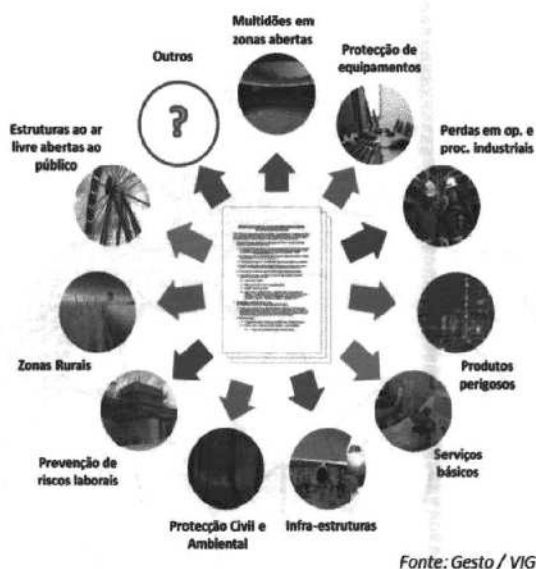 Multidões em
zonas abertas
Protecção de
equipamentos
Perdas em op. e
proc. industriais
Produtos
perigosos
Serviços
básicos
Infra-estruturas
Protecção Civil e
Ambiental
Prevenção de
riscos laborais
Zonas Rurais
Estruturas ao ar
livre abertas ao
público
Outros
?
Fonte: Gesto / VIG